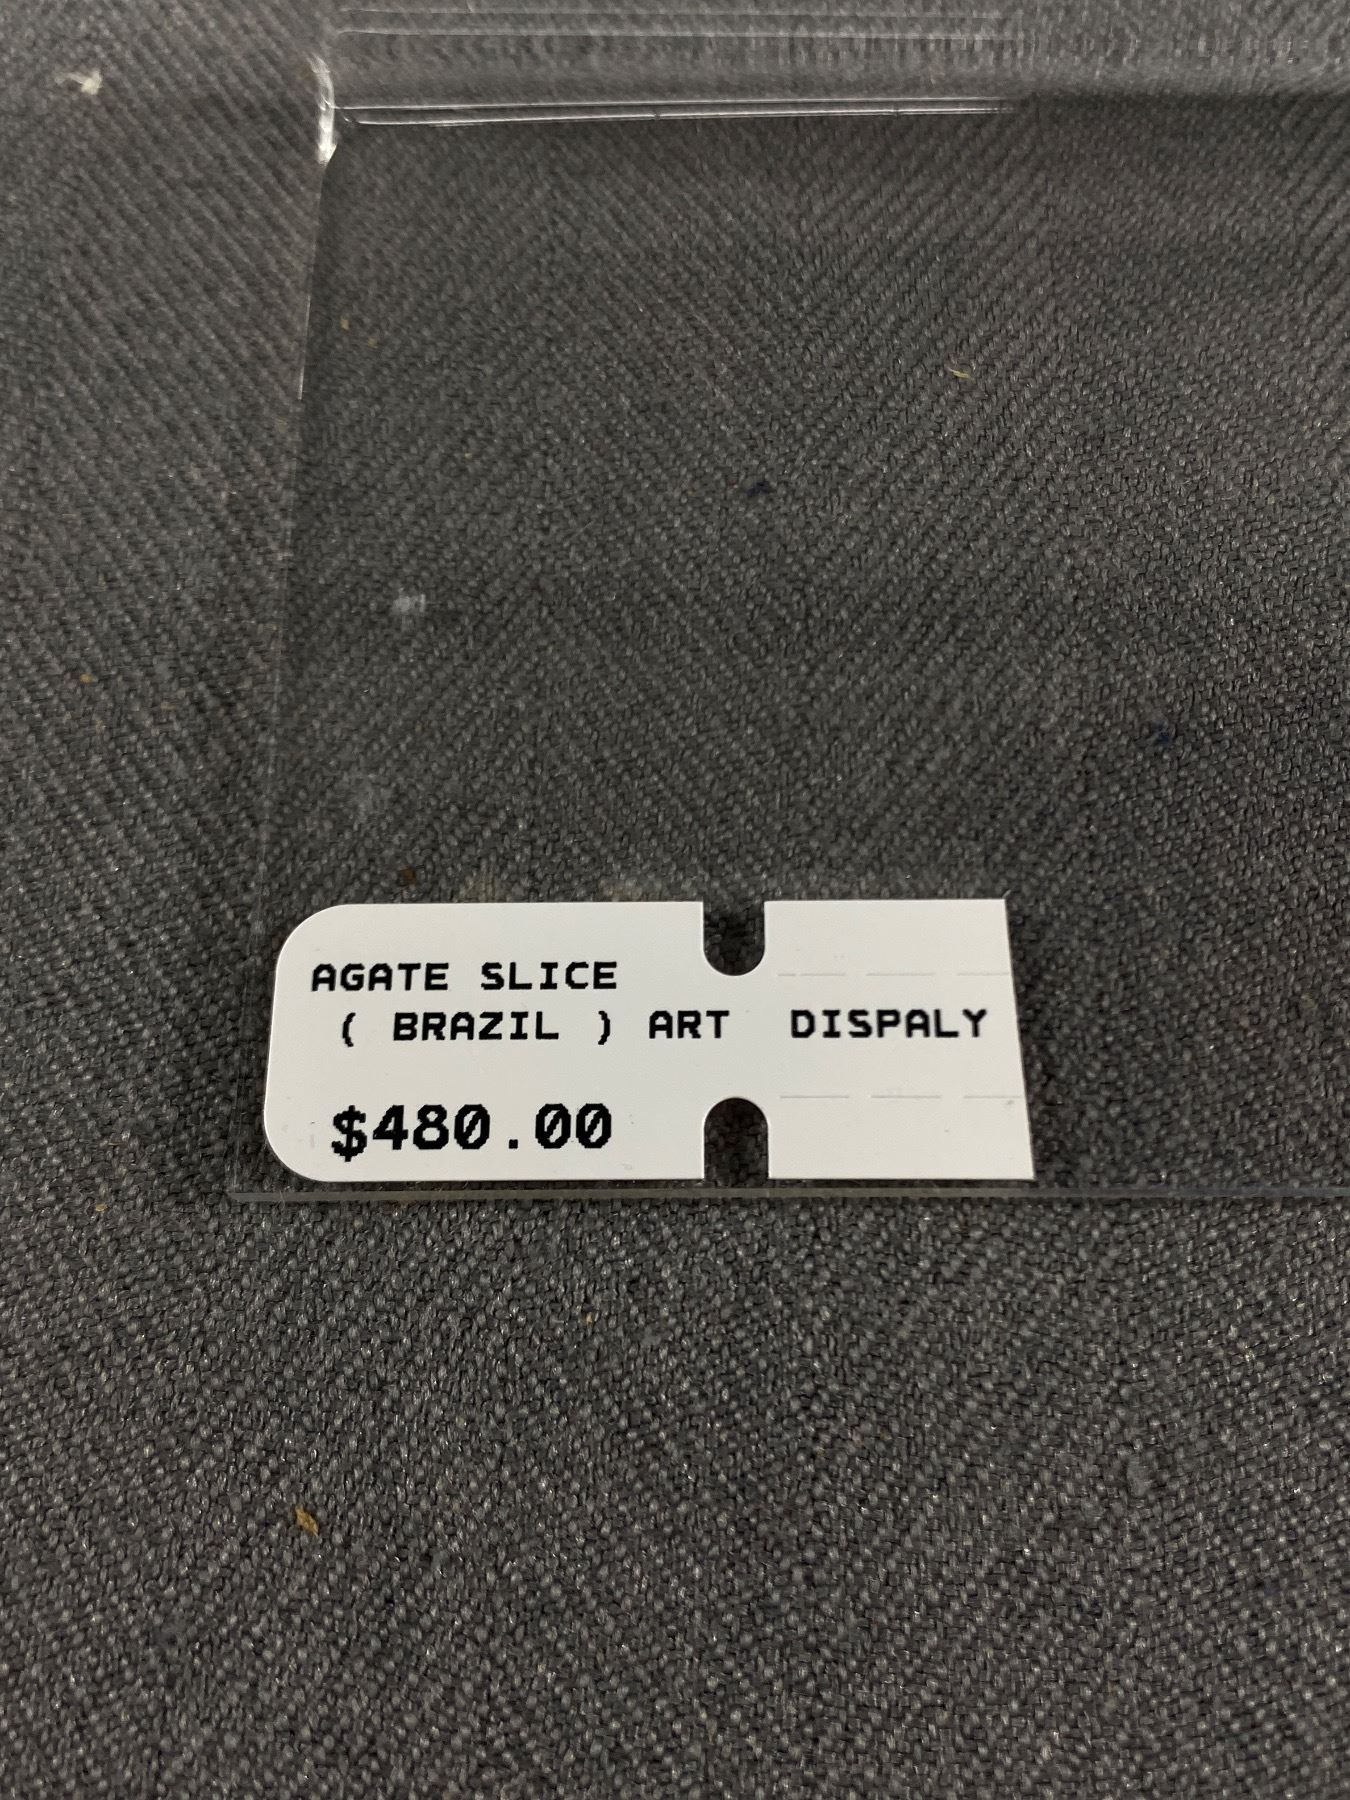 AGATE SLICE
( BRAZIL ) ART DISPALY
$480.00